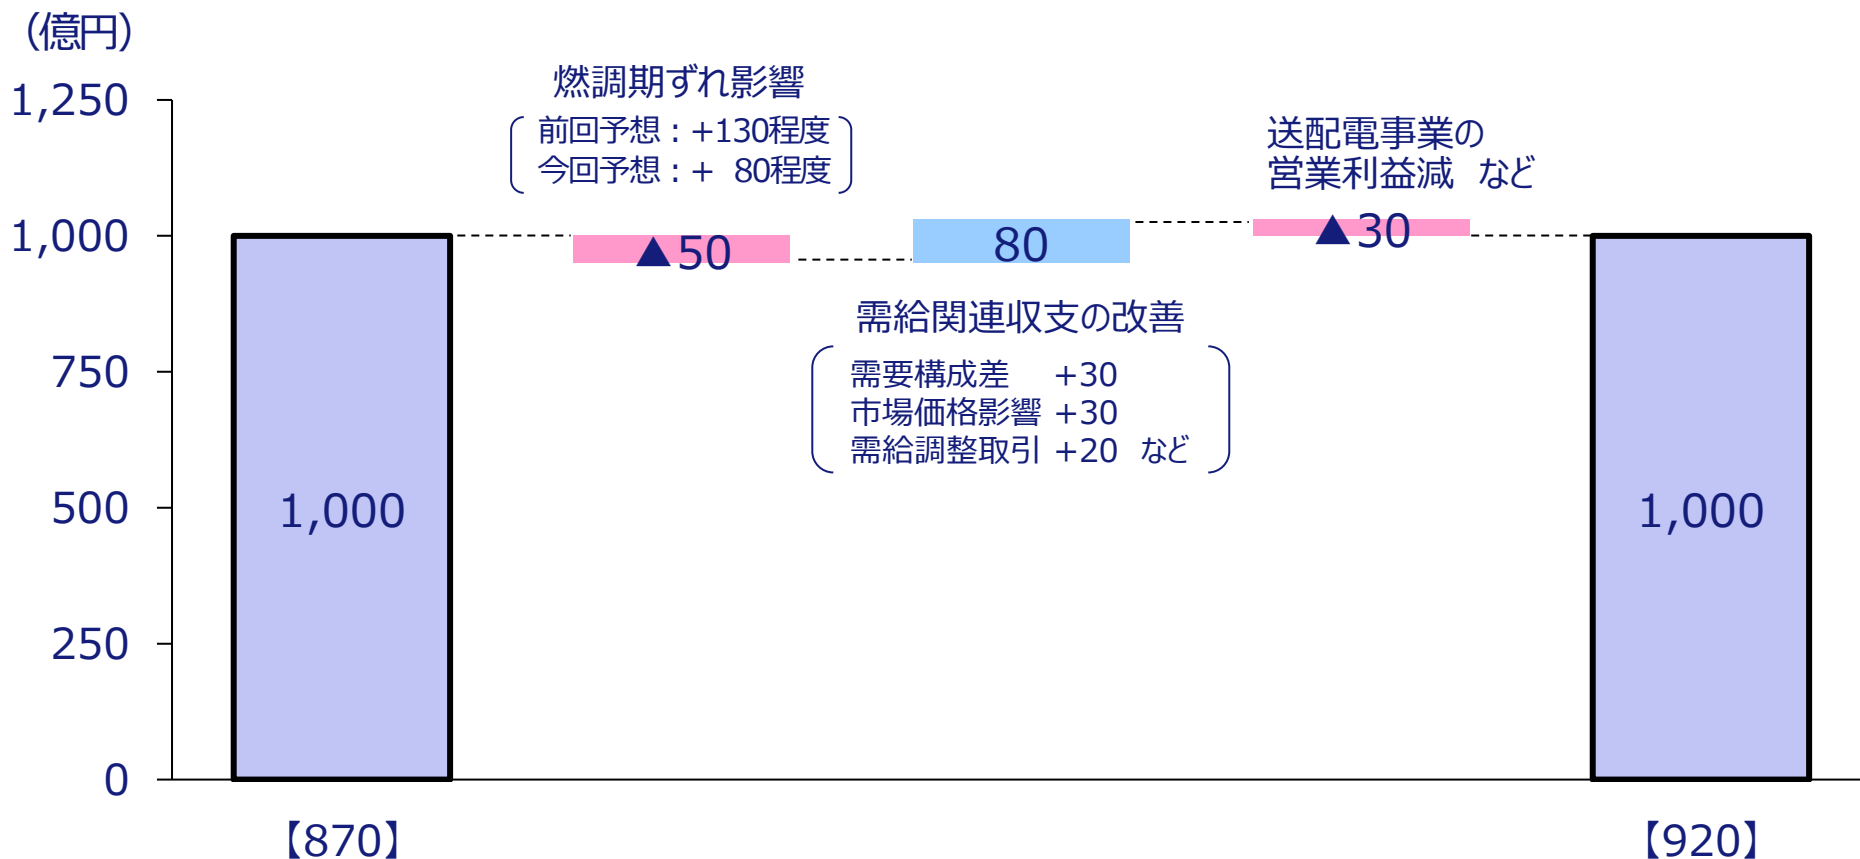 （億円）
1,250
1,000
750
500
250
0
1,000
【870】
燃調期ずれ影響
前回予想：+130程度
今回予想：+ 80程度
▲50
80
需給関連収支の改善
需要構成差 +30
市場価格影響 +30
需給調整取引 +20 など
送配電事業の
営業利益減 など
▲30
1,000
【920】